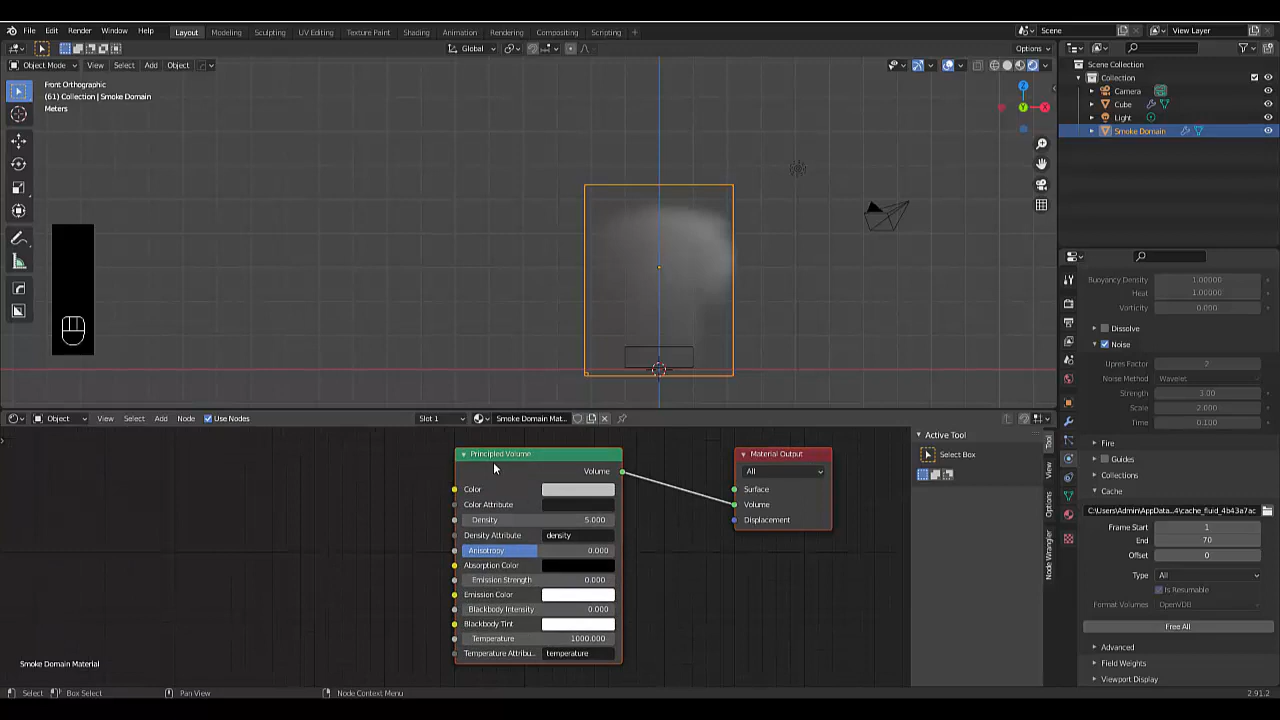 File Edit Render Window Help Layout Modeling Sculpting UV Editing Texture Paint Shading Animation Rendering Compositing Scripting Scene View Layer
Global Options
Object Mode View Select Add Object
Front Orthographic
(61) Collection | Smoke Domain
Meters
Z
Y
X
Scene Collection
Collection
Camera
Cube
Light
Smoke Domain
Buoyancy Density 1.00000
Heat 1.00000
Vorticity 0.000
Dissolve
Noise
Upres Factor 2
Noise Method Wavelet
Strength 3.00
Scale 2.000
Time 0.100
Fire
Guides
Collections
Cache
C:\Users\Admin\AppData...4\cache_fluid_4b43a7ac
Frame Start 1
End 70
Offset 0
Type All
Is Resumable
Format Volumes OpenVDB
Free All
Advanced
Field Weights
Viewport Display
Object View Select Add Node Use Nodes Slot 1 Smoke Domain Mat...
Principled Volume
Volume
Color
Color Attribute
Density 5.000
Density Attribute density
Anisotropy 0.000
Absorption Color
Emission Strength 0.000
Emission Color
Blackbody Intensity 0.000
Blackbody Tint
Temperature 1000.000
Temperature Attribu... temperature
Material Output
All
Surface
Volume
Displacement
Active Tool
Select Box
Tool
View
Options
Node Wrangler
Smoke Domain Material
Select Box Select Pan View Node Context Menu 2.91.2